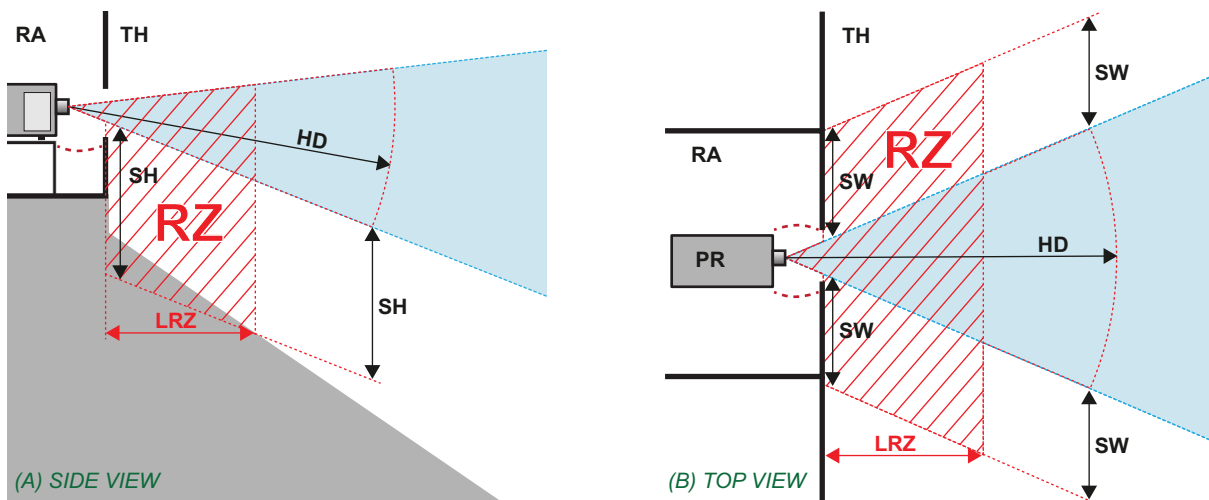 RA
TH
HD
SH
RZ
SH
LRZ
(A) SIDE VIEW
TH
SW
RZ
RA
SW
PR
HD
SW
LRZ
SW
(B) TOP VIEW